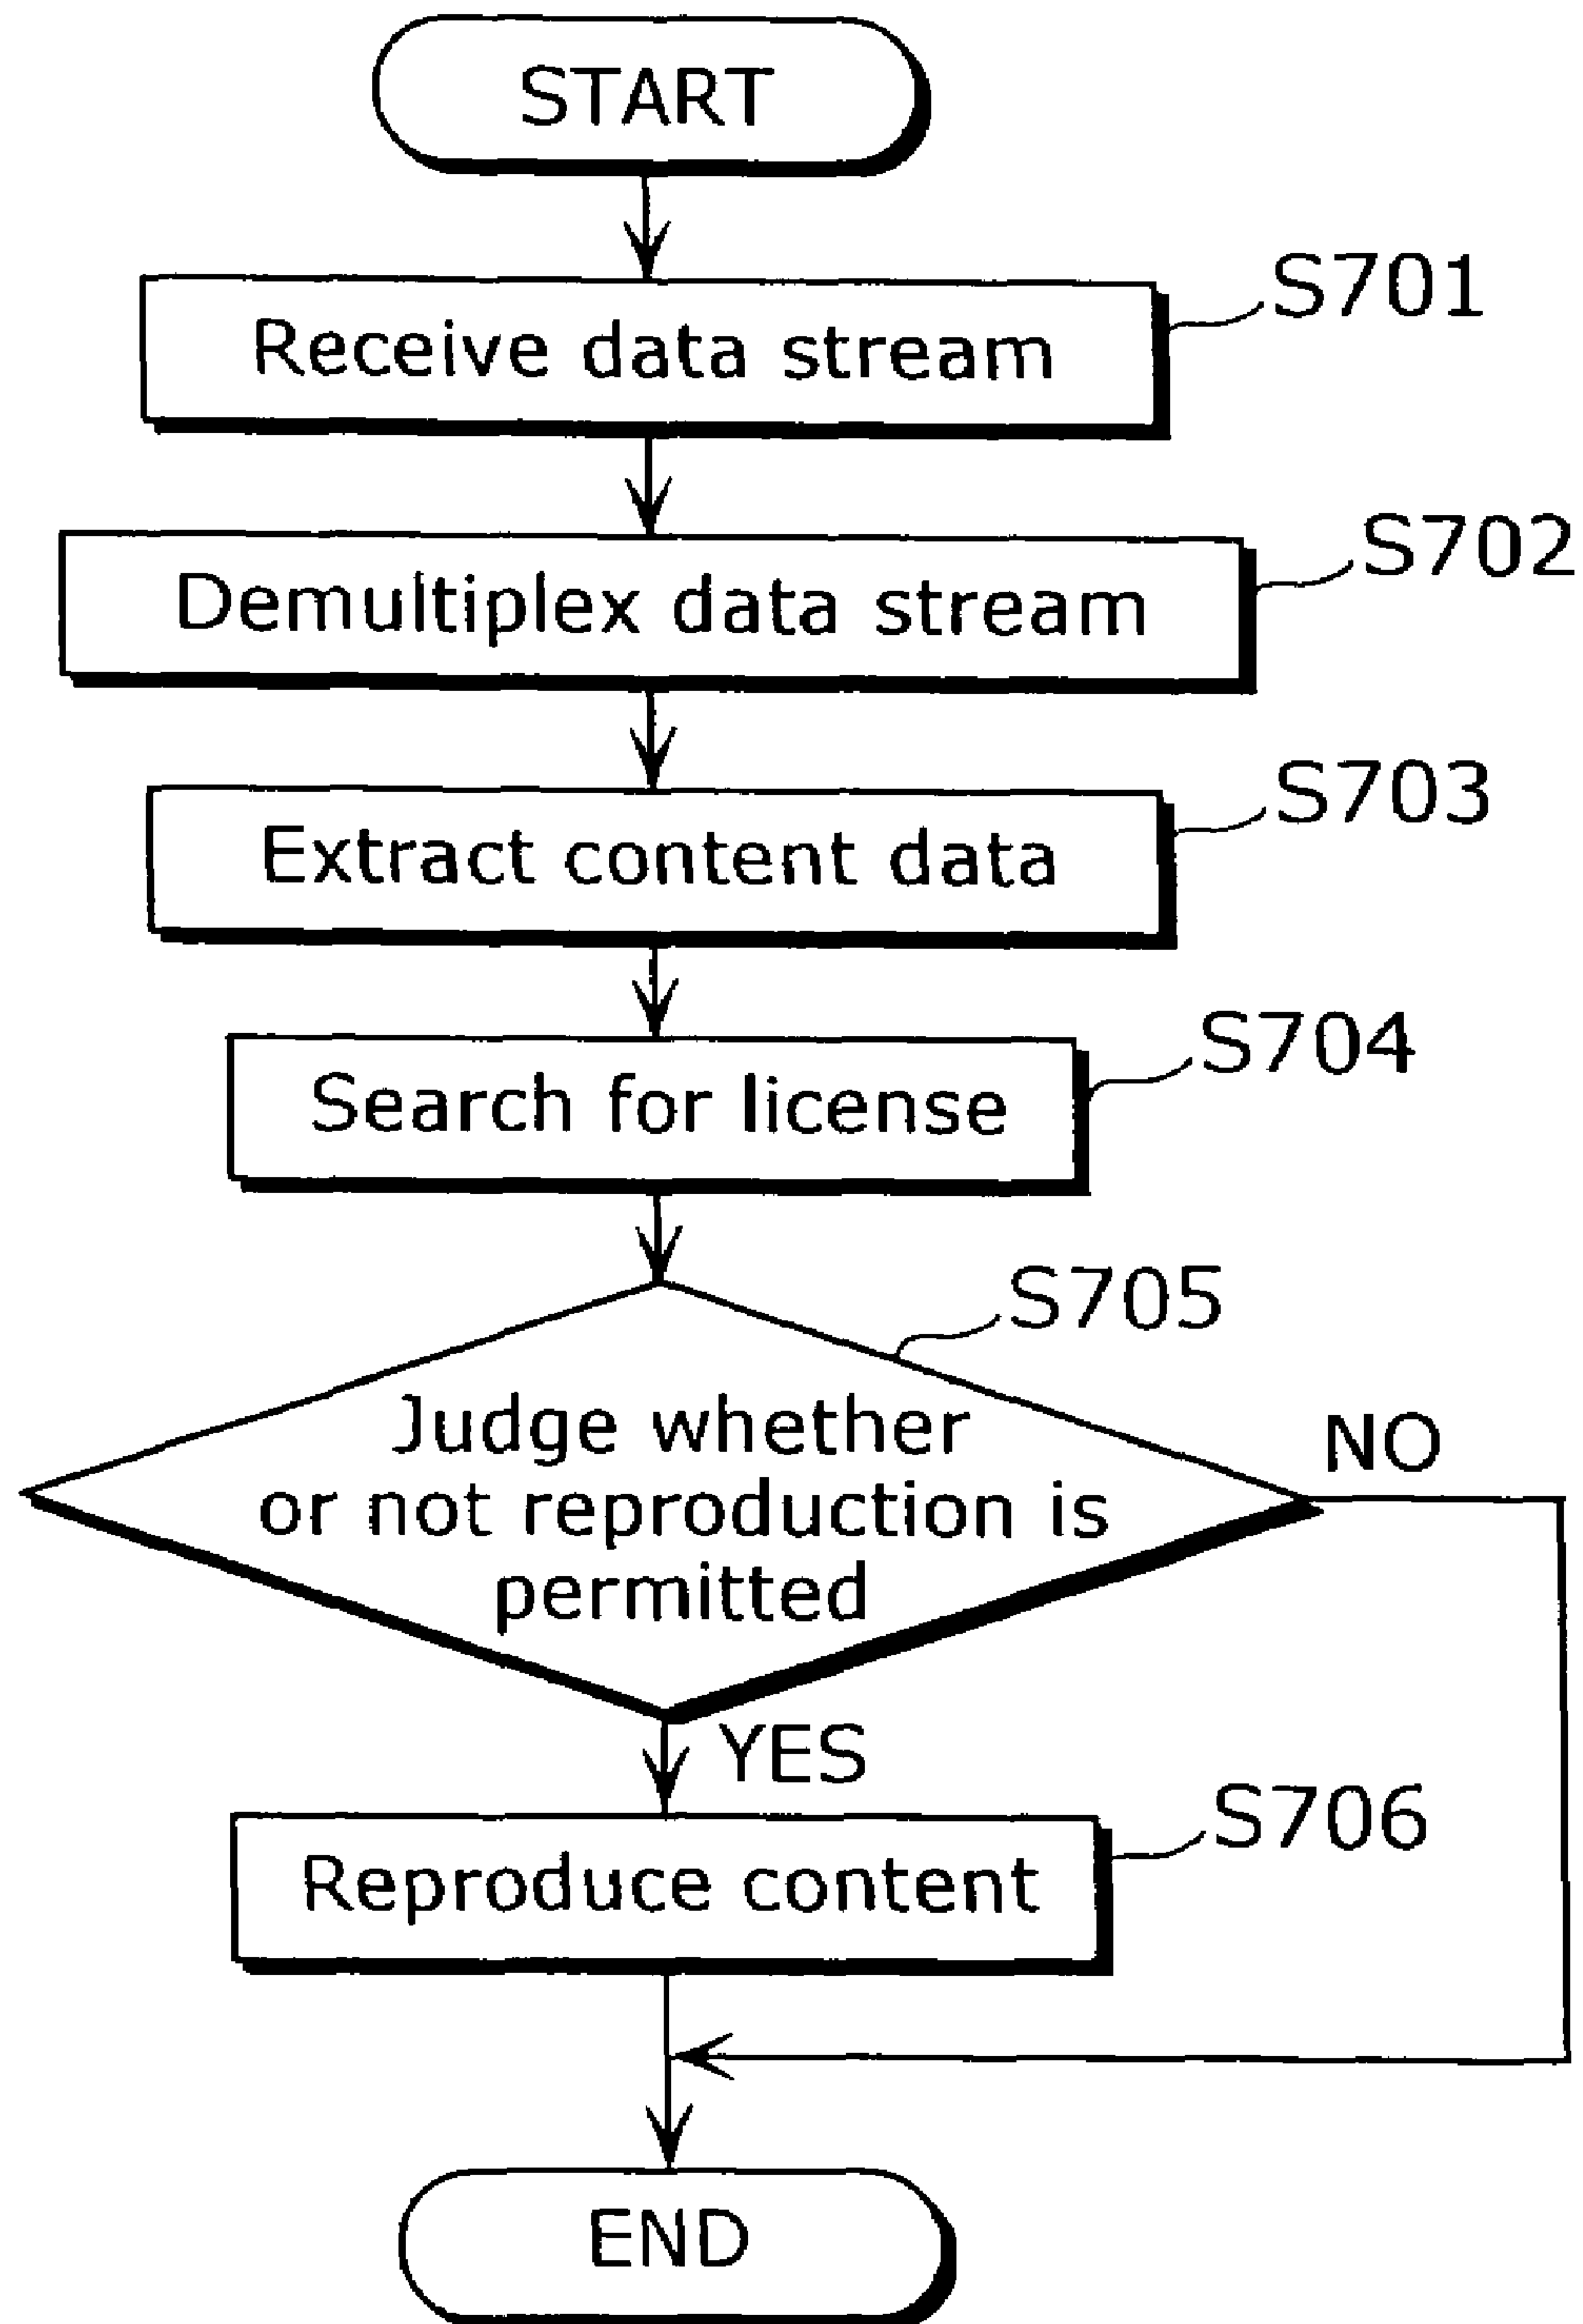 START
S701
Receive data stream
S702
Demultiplex data stream
S703
Extract content data
S704
Search for license
S705
Judge whether
or not reproduction is
permitted
NO
YES
S706
Reproduce content
END